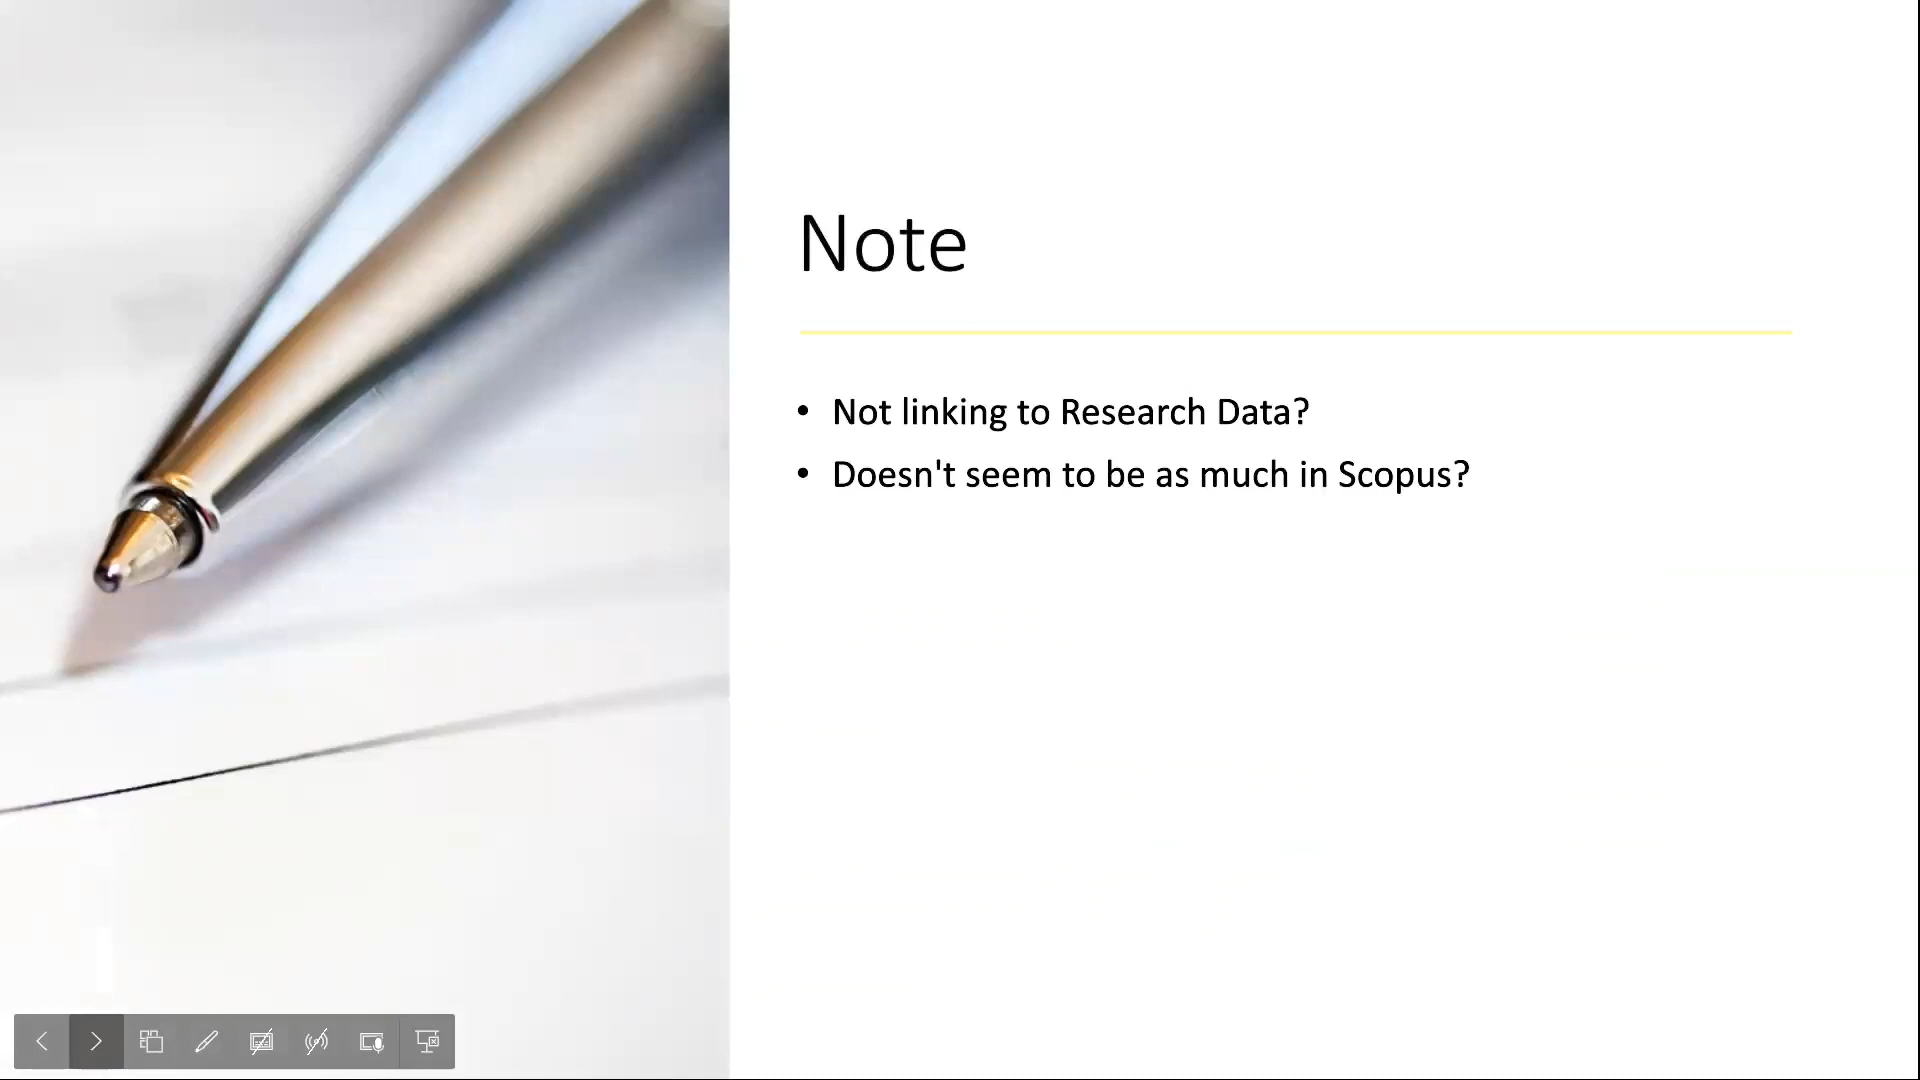 Note
• Not linking to Research Data?
• Doesn't seem to be as much in Scopus?